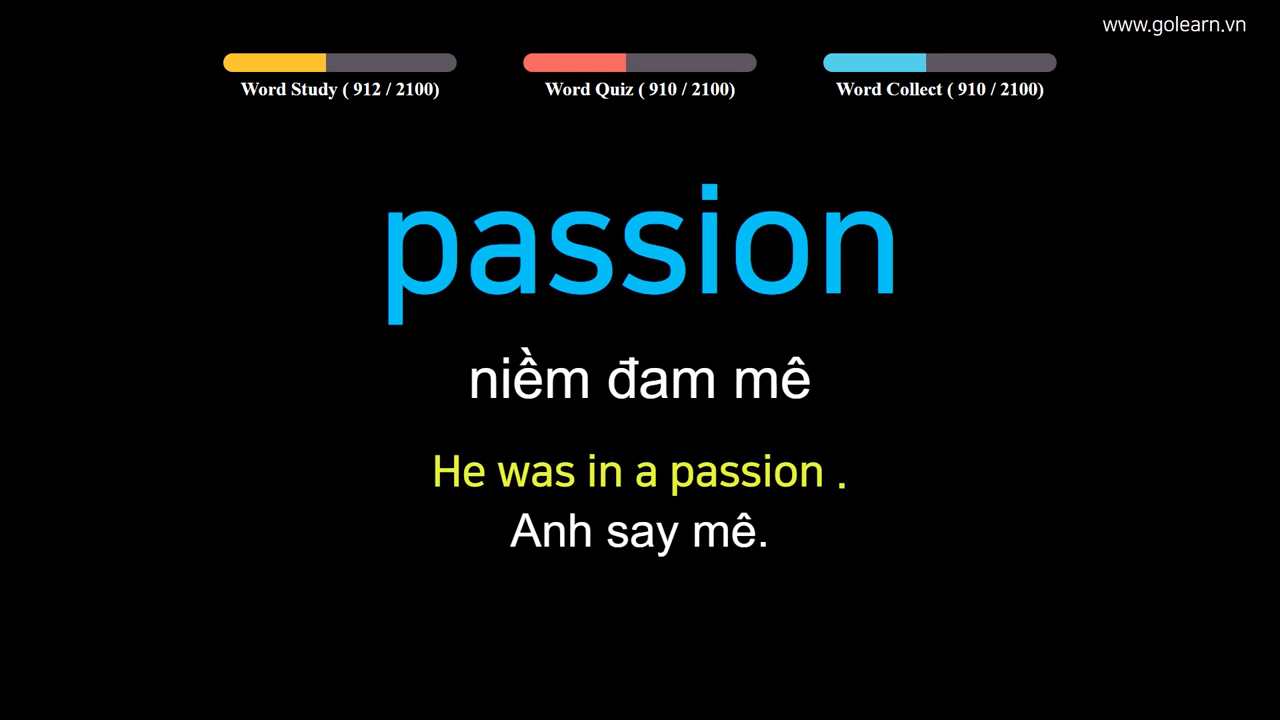 www.golearn.vn
Word Study ( 912 / 2100)
Word Quiz ( 910 / 2100)
Word Collect ( 910 / 2100)
passion
niềm đam mê
He was in a passion .
Anh say mê.